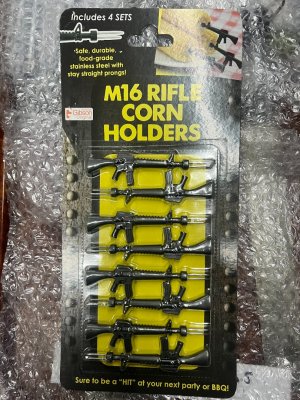 Includes 4 SETS
•Safe, durable,
food-grade
stainless steel with
stay straight prongs!
M16 RIFLE
CORN
HOLDERS
Gibson
Sure to be a "HIT" at your next party or BBQ!
5